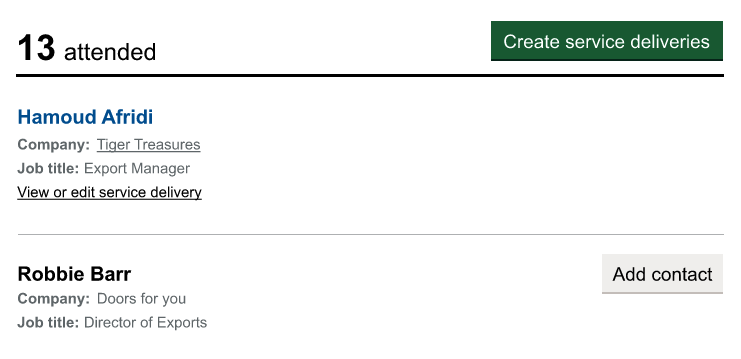 13 attended
Create service deliveries
Hamoud Afridi
Company: Tiger Treasures
Job title: Export Manager
View or edit service delivery
Robbie Barr
Add contact
Company: Doors for you
Job title: Director of Exports